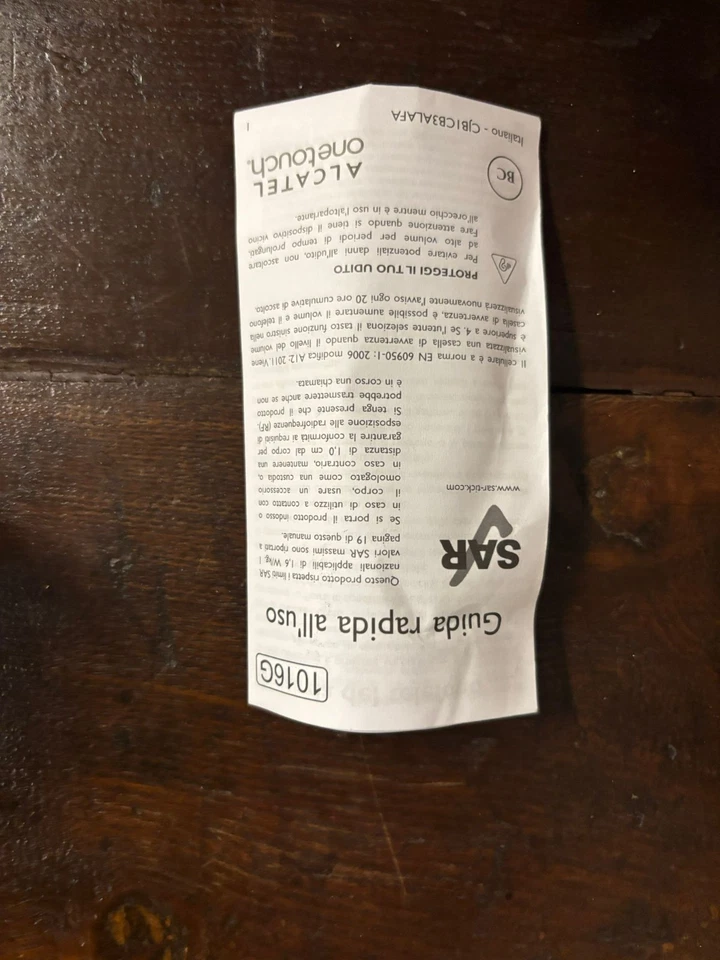 1016G
Guida rapida all'uso
SAR
www.sar-tick.com
Questo prodotto rispetta i limiti SAR
nazionali applicabili di 1,6 W/kg. I
valori SAR massimi sono riportati a
pagina 19 di questo manuale.
Se si porta il prodotto indosso o
in caso di utilizzo a contatto con
il corpo, usare un accessorio
omologato come una custodia o,
in caso contrario, mantenere una
distanza di 1,0 cm dal corpo per
garantire la conformità ai requisiti di
esposizione alle radiofrequenze (RF).
Si tenga presente che il prodotto
potrebbe trasmettere anche se non
è in corso una chiamata.
Il cellulare è a norma EN 60950-1: 2006 modifica A12: 2011. Viene
visualizzata una casella di avvertenza quando il livello del volume
è superiore a 4. Se l'utente seleziona il tasto funzione sinistro nella
casella di avvertenza, è possibile aumentare il volume e il telefono
visualizzerà nuovamente l'avviso ogni 20 ore cumulative di ascolto.
PROTEGGI IL TUO UDITO
Per evitare potenziali danni all'udito, non ascoltare
ad alto volume per periodi di tempo prolungati.
Fare attenzione quando si tiene il dispositivo vicino
all'orecchio mentre è in uso l'altoparlante.
BC
ALCATEL
onetouch.
Italiano - CJB1CB3ALAFA
1